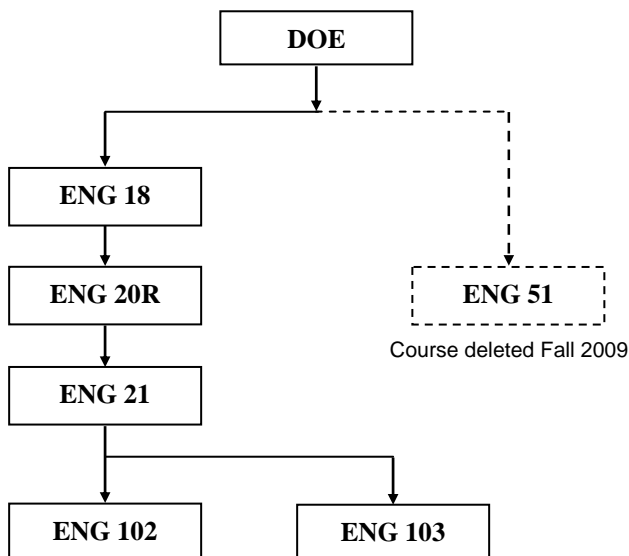 DOE
ENG 18
ENG 20R
ENG 51
Course deleted Fall 2009
ENG 21
ENG 102
ENG 103